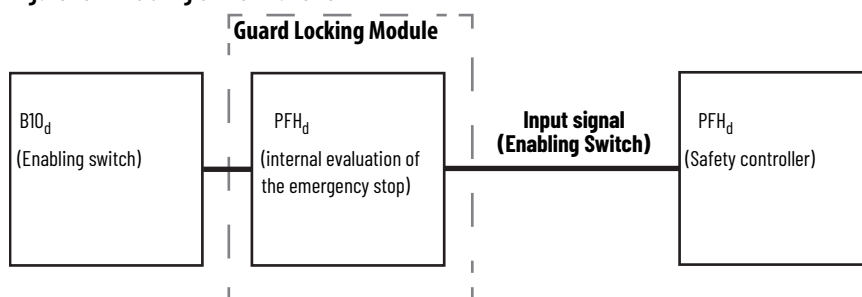 Guard Locking Module
B10d
(Enabling switch)
PFHd
(internal evaluation of
the emergency stop)
Input signal
(Enabling Switch)
PFHd
(Safety controller)